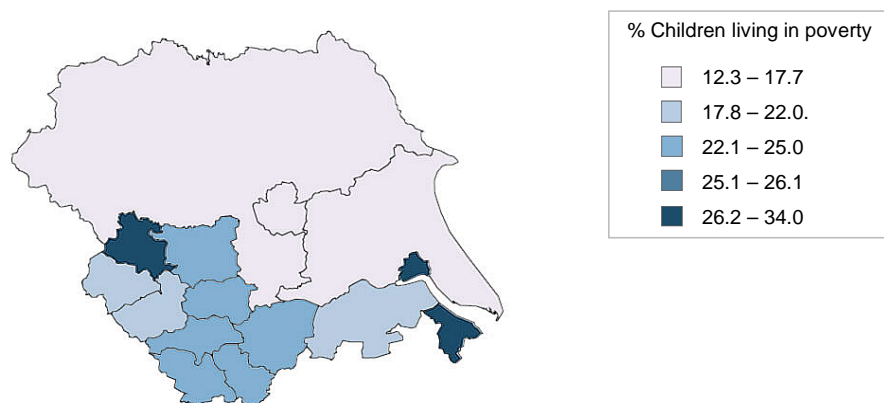 % Children living in poverty
12.3 – 17.7
17.8 – 22.0.
22.1 – 25.0
25.1 – 26.1
26.2 – 34.0